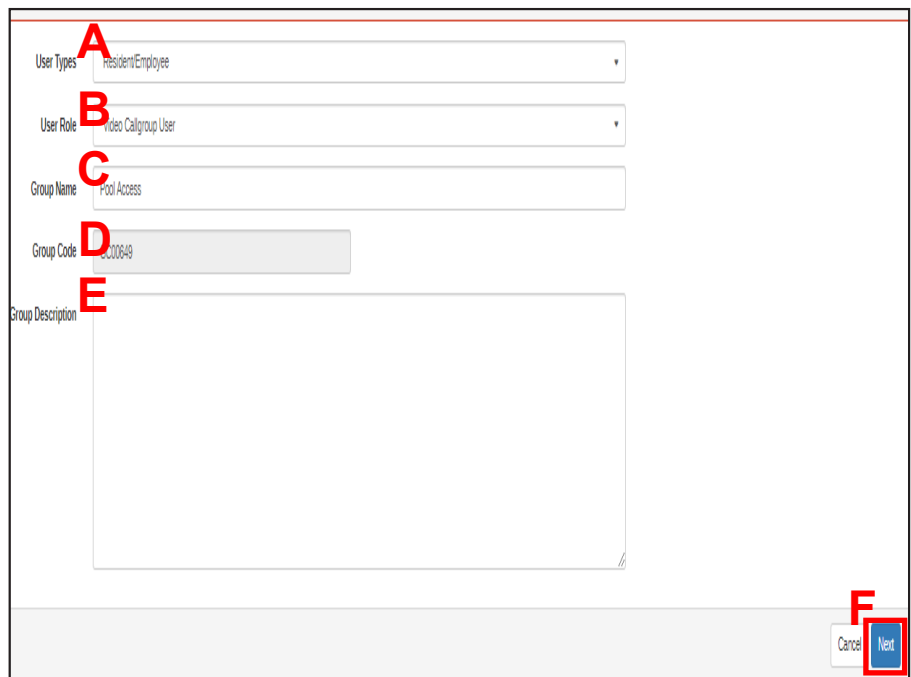 A
User Types Resident/Employee
B
User Role Video Callgroup User
C
Group Name Pool Access
D
Group Code C00649
E
Group Description
F
Cancel Next